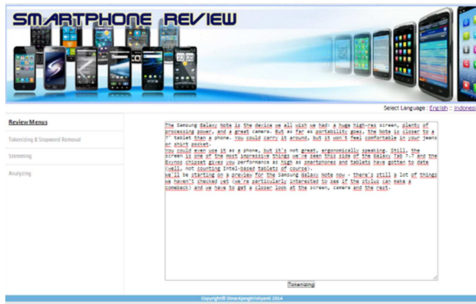 SMARTPHONE REVIEW
Select Language : English : Indonesia
Review Menus
Tokenizing & Stopword Removal
Stemming
Analyzing
The Samsung Galaxy Note is the device we all wish we had: a huge high-res screen, plenty of
processing power, and a great camera. But as far as portability goes, the Note is closer to a
7" tablet than a phone. You could carry it around, but it won't feel comfortable in your jeans
or shirt pocket.
You could even use it as a phone, but it's not great, ergonomically speaking. Still, the
screen is one of the most impressive things we've seen this side of the Galaxy Tab 7.7 and the
Exynos chipset gives you performance as high as smartphones and tablets have gotten to date
(well, not counting Intel-based tablets of course).
We'll be starting on a preview for the Samsung Galaxy Note now - there's still a lot of things
we haven't checked yet (we're particularly interested to see if the stylus can make a
comeback) and we have to get a closer look at the screen, camera and the rest.
Tokenizing
Copyright© 2014